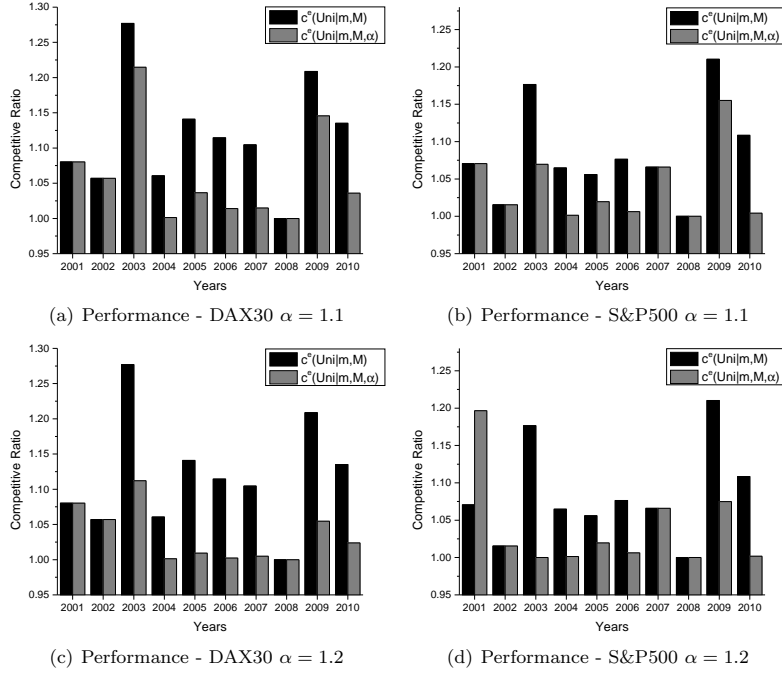 1.30
1.25
1.20
1.15
1.10
1.05
1.00
0.95
Competitive Ratio
c^e(Uni|m,M)
c^e(Uni|m,M,α)
2001 2002 2003 2004 2005 2006 2007 2008 2009 2010
Years
(a) Performance - DAX30 α = 1.1
1.25
1.20
1.15
1.10
1.05
1.00
0.95
Competitive Ratio
c^e(Uni|m,M)
c^e(Uni|m,M,α)
2001 2002 2003 2004 2005 2006 2007 2008 2009 2010
Years
(b) Performance - S&P500 α = 1.1
1.30
1.25
1.20
1.15
1.10
1.05
1.00
0.95
Competitive Ratio
c^e(Uni|m,M)
c^e(Uni|m,M,α)
2001 2002 2003 2004 2005 2006 2007 2008 2009 2010
Years
(c) Performance - DAX30 α = 1.2
1.25
1.20
1.15
1.10
1.05
1.00
0.95
Competitive Ratio
c^e(Uni|m,M)
c^e(Uni|m,M,α)
2001 2002 2003 2004 2005 2006 2007 2008 2009 2010
Years
(d) Performance - S&P500 α = 1.2